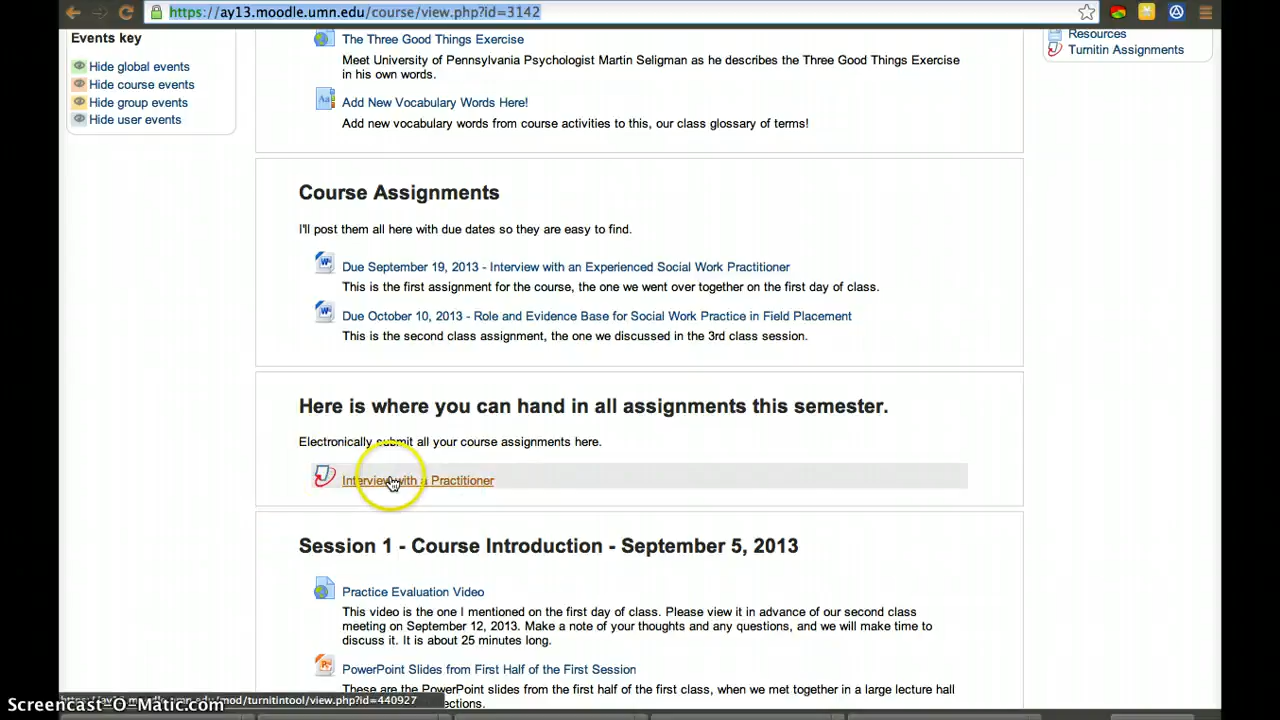 https://ay13.moodle.umn.edu/course/view.php?id=3142
Events key
Hide global events
Hide course events
Hide group events
Hide user events
The Three Good Things Exercise
Meet University of Pennsylvania Psychologist Martin Seligman as he describes the Three Good Things Exercise
in his own words.
Add New Vocabulary Words Here!
Add new vocabulary words from course activities to this, our class glossary of terms!
Course Assignments
I'll post them all here with due dates so they are easy to find.
Due September 19, 2013 - Interview with an Experienced Social Work Practitioner
This is the first assignment for the course, the one we went over together on the first day of class.
Due October 10, 2013 - Role and Evidence Base for Social Work Practice in Field Placement
This is the second class assignment, the one we discussed in the 3rd class session.
Here is where you can hand in all assignments this semester.
Electronically submit all your course assignments here.
Interview with a Practitioner
Session 1 - Course Introduction - September 5, 2013
Practice Evaluation Video
This video is the one I mentioned on the first day of class. Please view it in advance of our second class
meeting on September 12, 2013. Make a note of your thoughts and any questions, and we will make time to
discuss it. It is about 25 minutes long.
PowerPoint Slides from First Half of the First Session
These are the PowerPoint slides from the first half of the first class, when we met together in a large lecture hall
Resources
Turnitin Assignments
https://ay13.moodle.umn.edu/mod/turnitintool/view.php?id=440927
Screencast-O-Matic.com